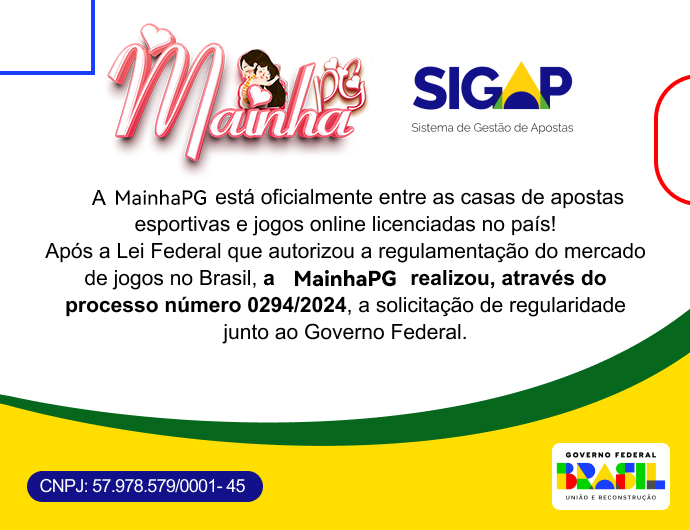 Mainha PG
SIGAP
Sistema de Gestão de Apostas
A MainhaPG está oficialmente entre as casas de apostas
esportivas e jogos online licenciadas no país!
Após a Lei Federal que autorizou a regulamentação do mercado
de jogos no Brasil, a MainhaPG realizou, através do
processo número 0294/2024, a solicitação de regularidade
junto ao Governo Federal.
CNPJ: 57.978.579/0001- 45
GOVERNO FEDERAL
BRASIL
UNIÃO E RECONSTRUÇÃO